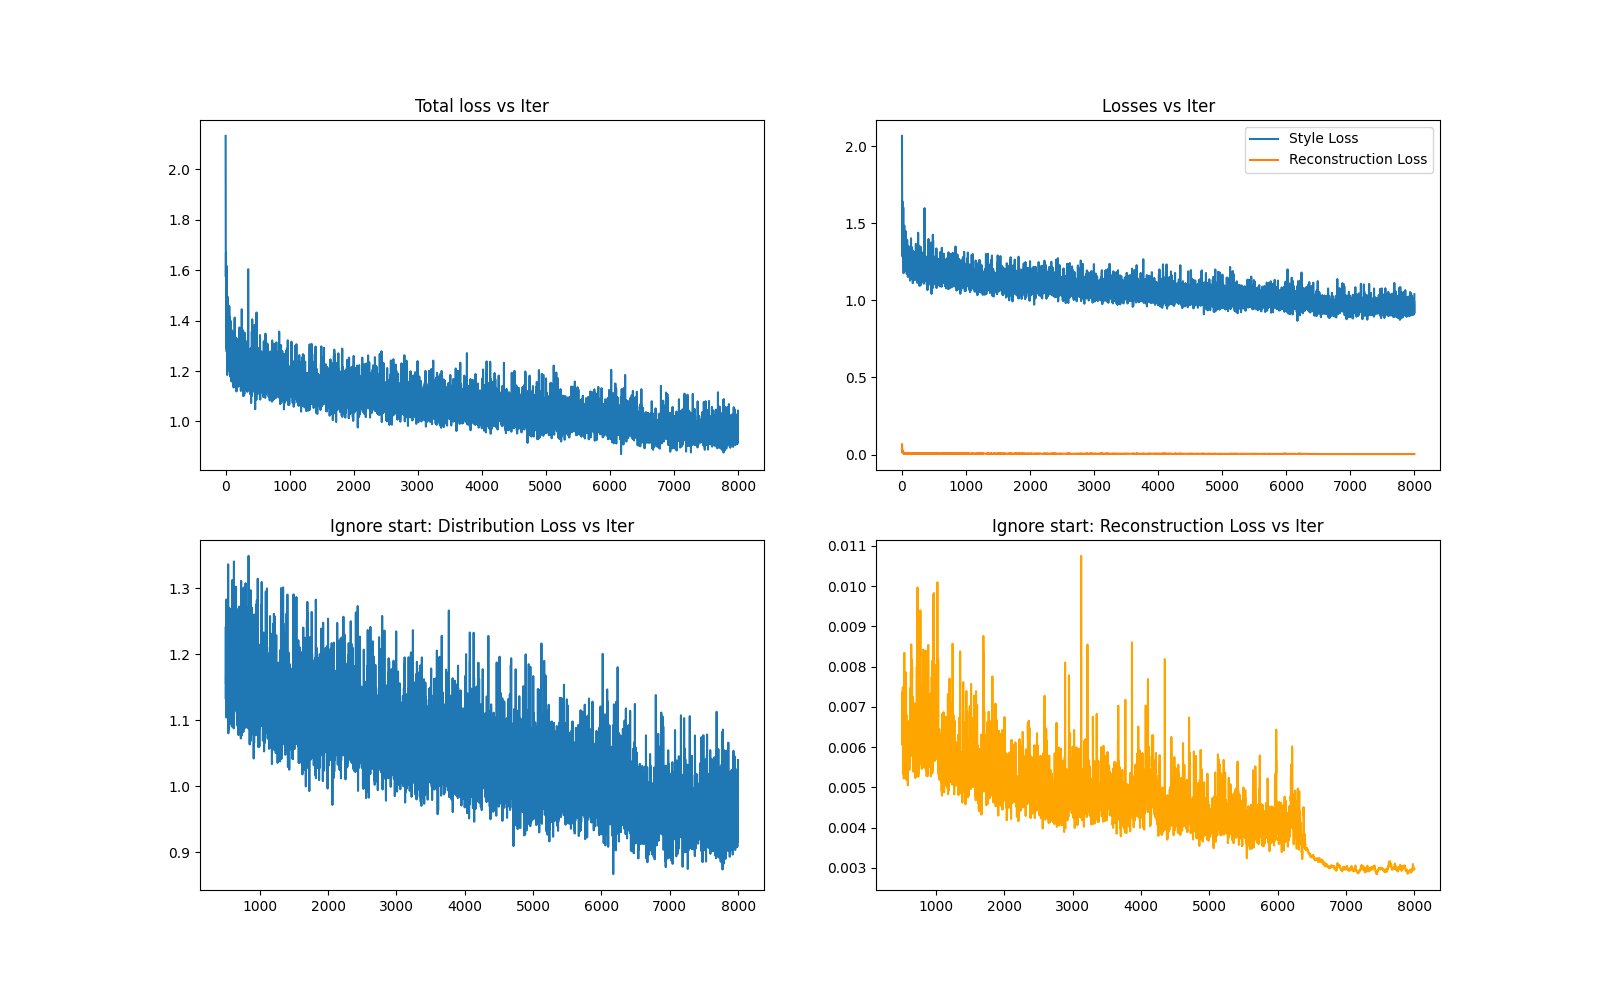 Total loss vs Iter
2.0
1.8
1.6
1.4
1.2
1.0
0 1000 2000 3000 4000 5000 6000 7000 8000
Losses vs Iter
Style Loss
Reconstruction Loss
2.0
1.5
1.0
0.5
0.0
0 1000 2000 3000 4000 5000 6000 7000 8000
Ignore start: Distribution Loss vs Iter
1.3
1.2
1.1
1.0
0.9
1000 2000 3000 4000 5000 6000 7000 8000
Ignore start: Reconstruction Loss vs Iter
0.011
0.010
0.009
0.008
0.007
0.006
0.005
0.004
0.003
1000 2000 3000 4000 5000 6000 7000 8000